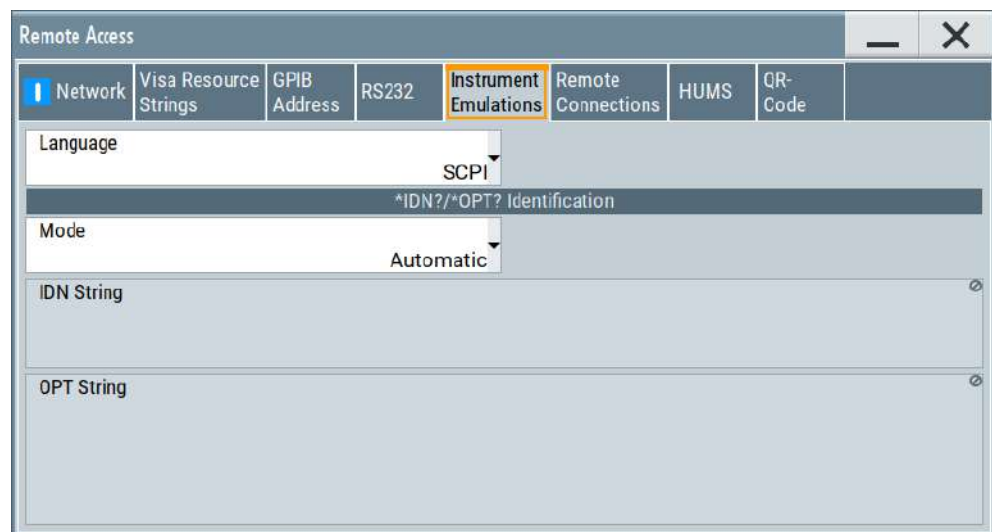 Remote Access
Network
Visa Resource
Strings
GPIB
Address
RS232
Instrument
Emulations
Remote
Connections
HUMS
QR-
Code
Language
SCPI
*IDN?/*OPT? Identification
Mode
Automatic
IDN String
OPT String